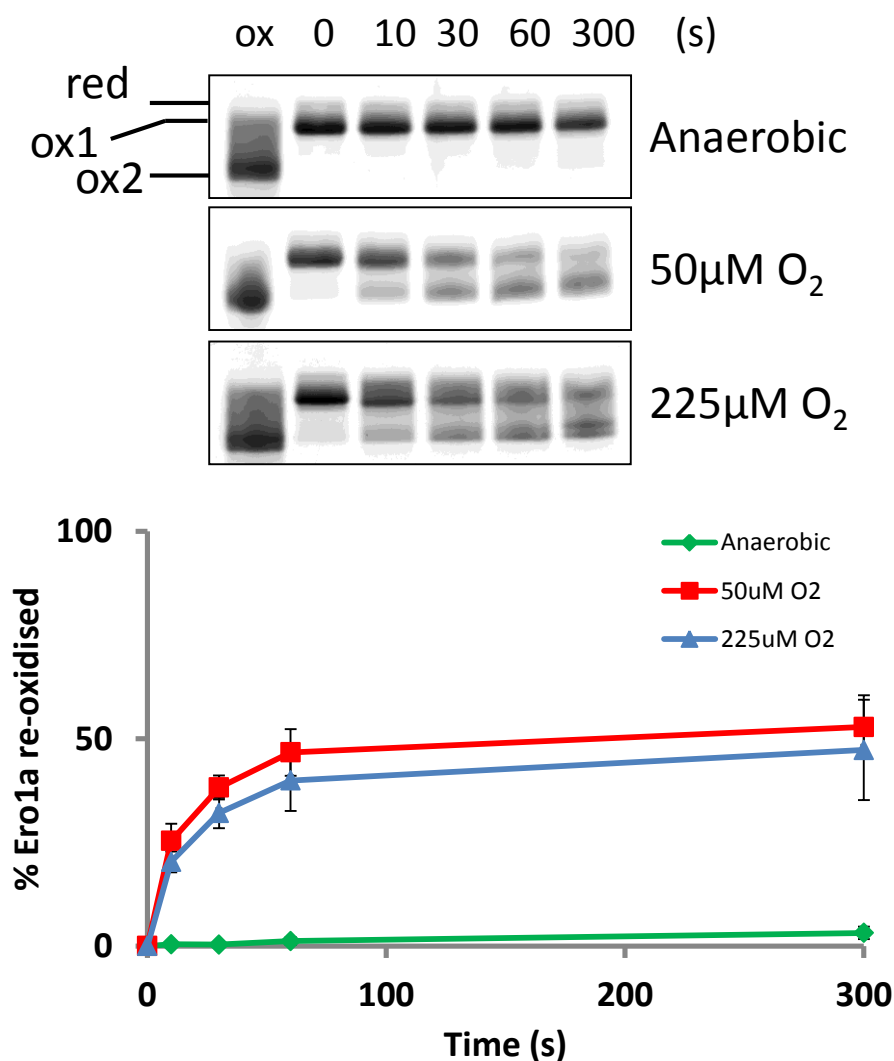 ox 0 10 30 60 300 (s)
red
ox1
ox2
Anaerobic
50µM O₂
225µM O₂
100
50
0
% Ero1a re-oxidised
Anaerobic
50uM O2
225uM O2
0 100 200 300
Time (s)